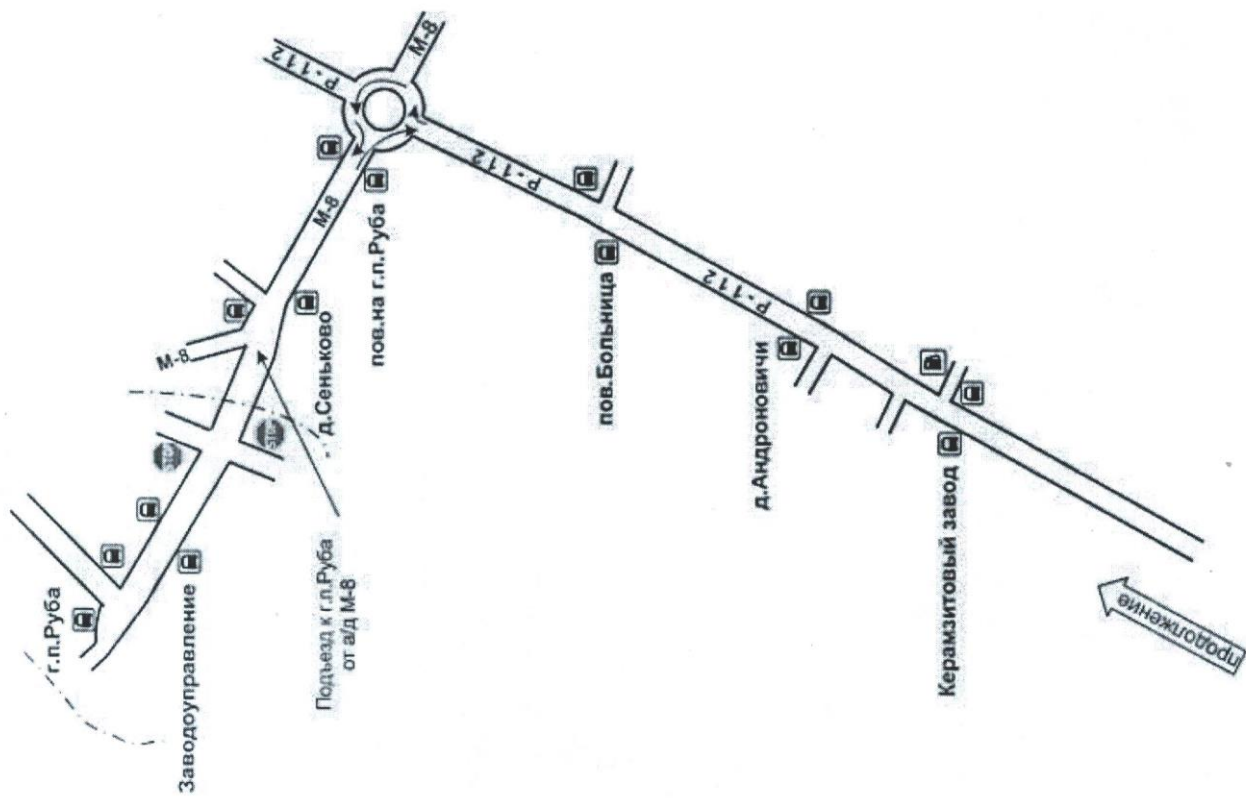 Р-112
М-8
М-8
М-8
г.п.Руба
Заводоуправление
Подъезд к г.п.Руба
от а/д М-8
д.Сеньково
пов.на г.п.Руба
Р-112
пов.Больница
Р-112
д.Андроновичи
Керамзитовый завод
продолжение